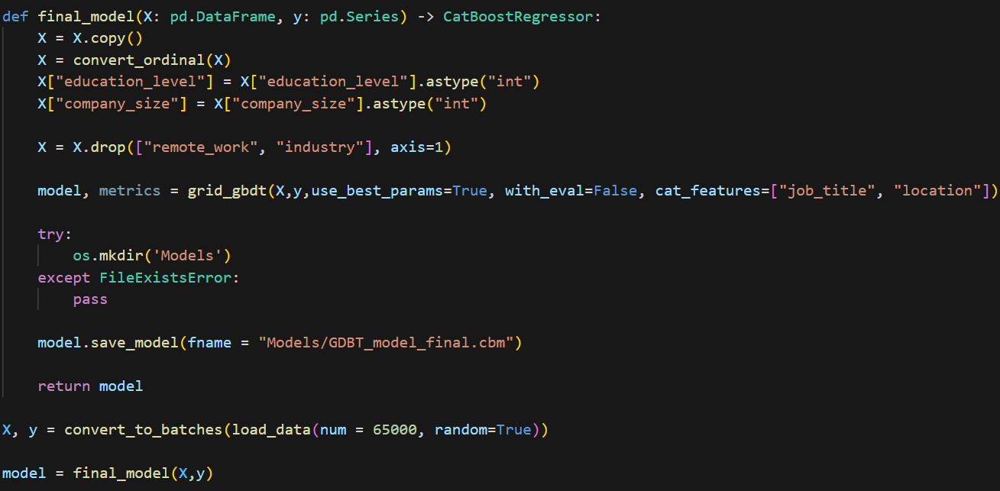 def final_model(X: pd.DataFrame, y: pd.Series) -> CatBoostRegressor:
    X = X.copy()
    X = convert_ordinal(X)
    X["education_level"] = X["education_level"].astype("int")
    X["company_size"] = X["company_size"].astype("int")

    X = X.drop(["remote_work", "industry"], axis=1)

    model, metrics = grid_gbdt(X,y,use_best_params=True, with_eval=False, cat_features=["job_title", "location"])

    try:
        os.mkdir('Models')
    except FileExistsError:
        pass

    model.save_model(fname = "Models/GDBT_model_final.cbm")

    return model

X, y = convert_to_batches(load_data(num = 65000, random=True))

model = final_model(X,y)